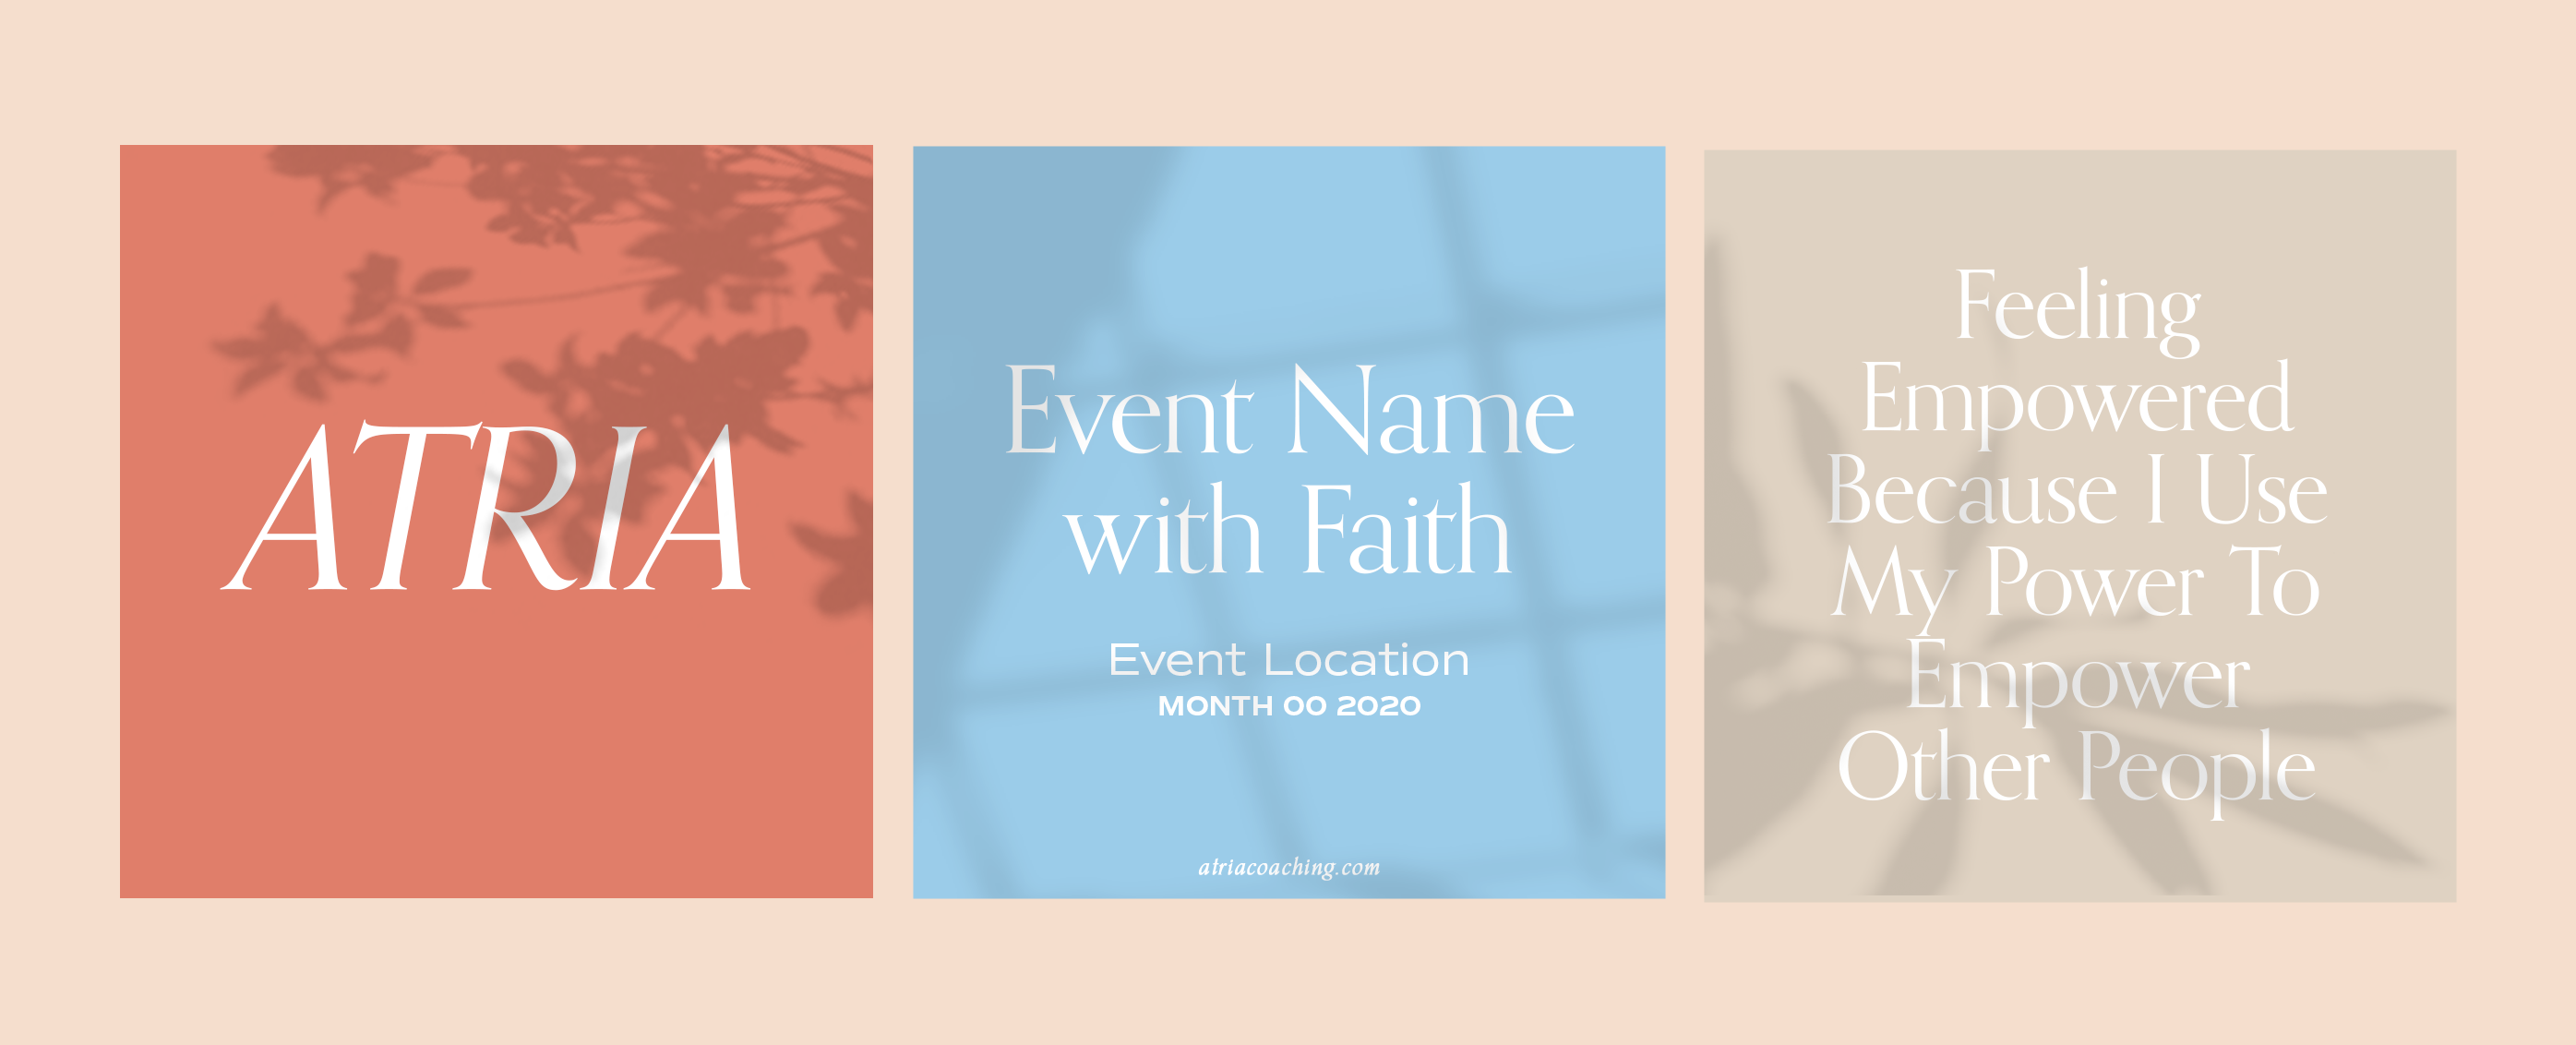 ATRIA
Event Name
with Faith
Event Location
MONTH 00 2020
atriacoaching.com
Feeling
Empowered
Because I Use
My Power To
Empower
Other People